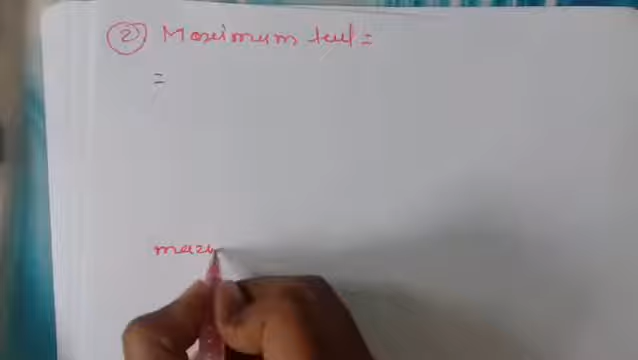 ② Maximum test =
=
maxi